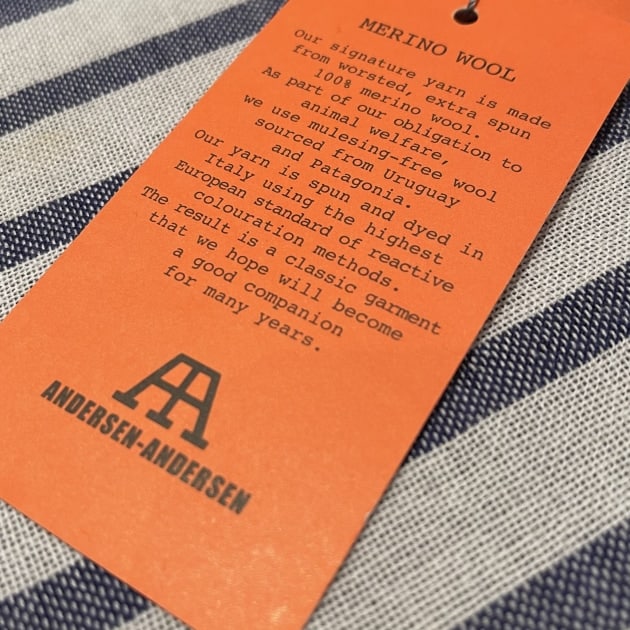 MERINO WOOL
Our signature yarn is made
from worsted, extra spun
100% merino wool.
As part of our obligation to
animal welfare,
we use mulesing-free wool
sourced from Uruguay
and Patagonia.
Our yarn is spun and dyed in
Italy using the highest
European standard of reactive
colouration methods.
The result is a classic garment
that we hope will become
a good companion
for many years.
AA
ANDERSEN-ANDERSEN